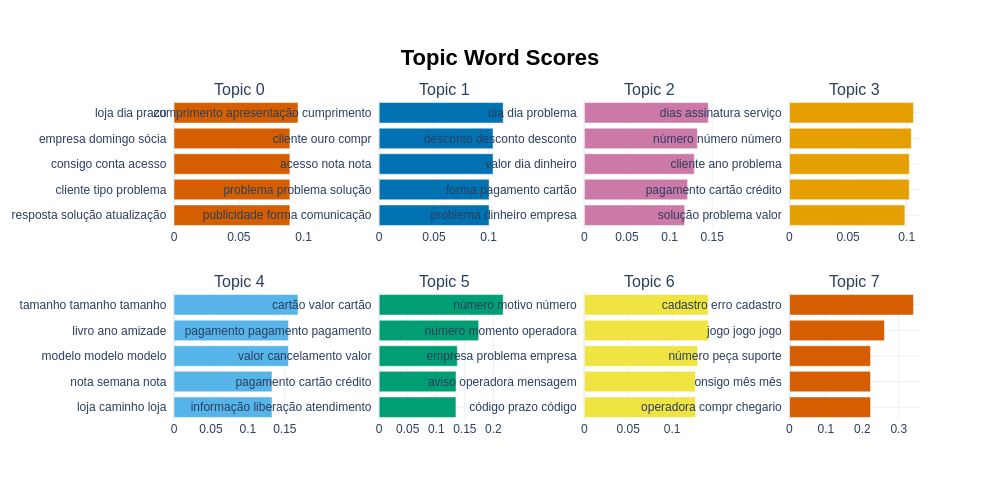 Topic Word Scores
Topic 0
Topic 1
Topic 2
Topic 3
loja dia prazo
cumprimento apresentação cumprimento
dia dia problema
dias assinatura serviço
empresa domingo sócia
cliente ouro compr
desconto desconto desconto
número número número
consigo conta acesso
acesso nota nota
valor dia dinheiro
cliente ano problema
cliente tipo problema
problema problema solução
forma pagamento cartão
pagamento cartão crédito
resposta solução atualização
publicidade forma comunicação
problema dinheiro empresa
solução problema valor
0 0.05 0.1
0 0.05 0.1
0 0.05 0.1 0.15
0 0.05 0.1
Topic 4
Topic 5
Topic 6
Topic 7
tamanho tamanho tamanho
cartão valor cartão
número motivo número
cadastro erro cadastro
livro ano amizade
pagamento pagamento pagamento
número momento operadora
jogo jogo jogo
modelo modelo modelo
valor cancelamento valor
empresa problema empresa
número peça suporte
nota semana nota
pagamento cartão crédito
aviso operadora mensagem
onsigo mês mês
loja caminho loja
informação liberação atendimento
código prazo código
operadora compr chegario
0 0.05 0.1 0.15
0 0.05 0.1 0.15 0.2
0 0.05 0.1
0 0.1 0.2 0.3